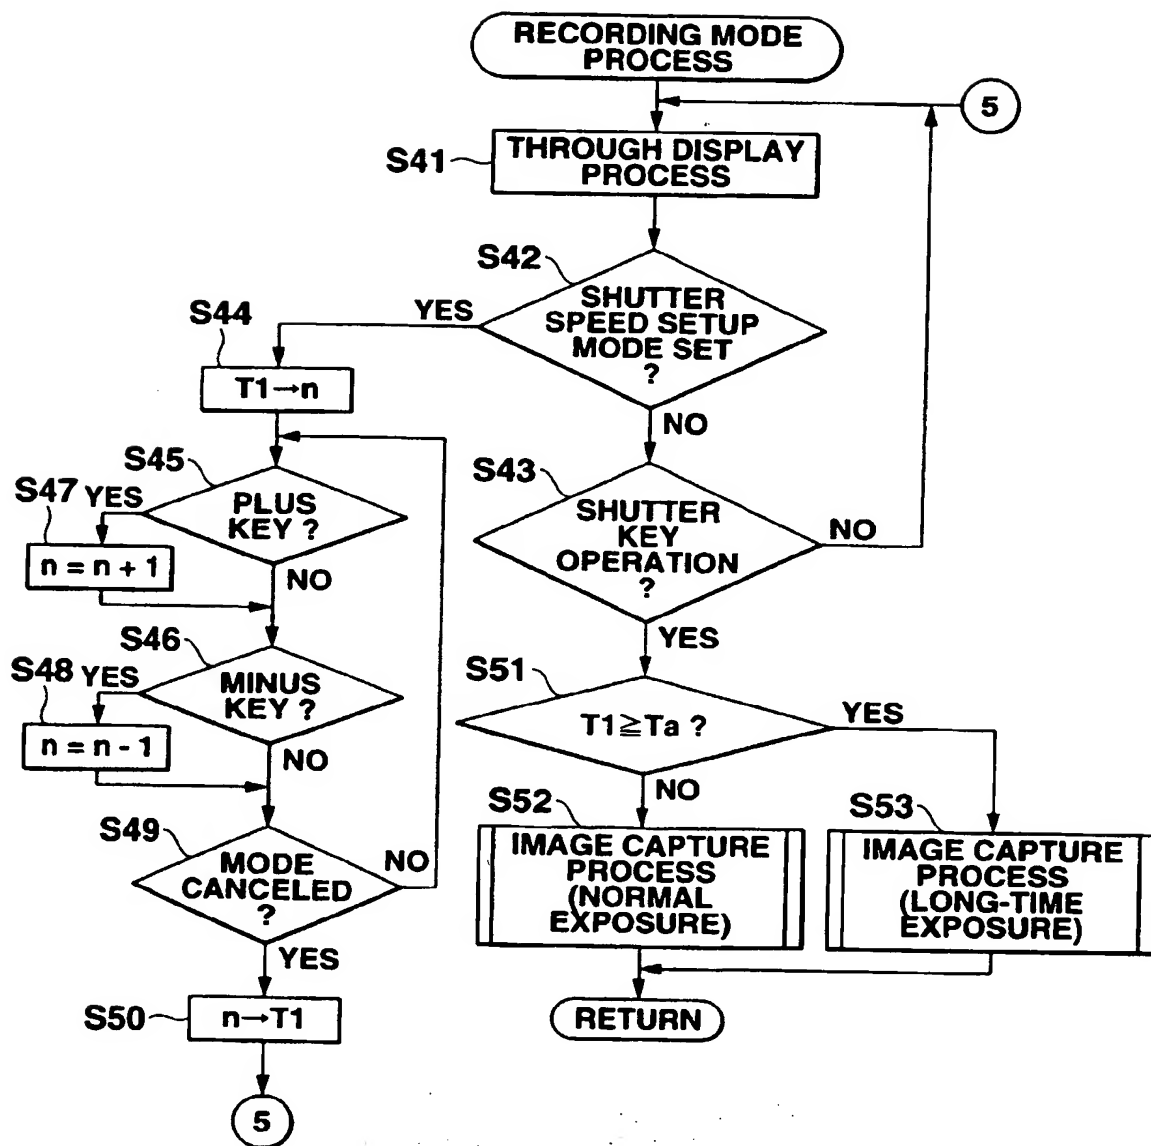 RECORDING MODE
PROCESS
5
S41
THROUGH DISPLAY
PROCESS
S42
SHUTTER
SPEED SETUP
MODE SET
?
YES
NO
S44
T1→n
S45
PLUS
KEY ?
YES
NO
S47
n = n + 1
S46
MINUS
KEY ?
YES
NO
S48
n = n - 1
S49
MODE
CANCELED
?
NO
YES
S50
n→T1
5
S43
SHUTTER
KEY
OPERATION
?
NO
YES
S51
T1≧Ta ?
YES
NO
S52
IMAGE CAPTURE
PROCESS
(NORMAL
EXPOSURE)
S53
IMAGE CAPTURE
PROCESS
(LONG-TIME
EXPOSURE)
RETURN